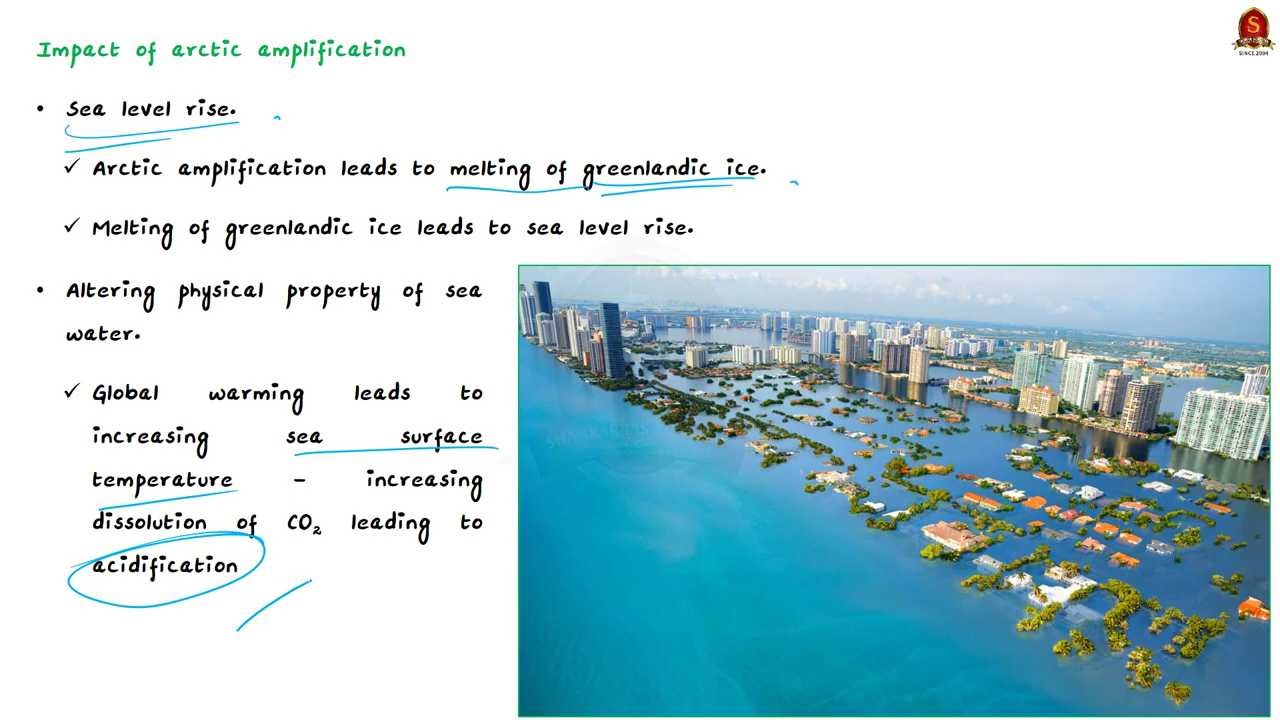 Impact of arctic amplification
S
SINCE 2004
• Sea level rise.
✓ Arctic amplification leads to melting of greenlandic ice.
✓ Melting of greenlandic ice leads to sea level rise.
• Altering physical property of sea
water.
✓ Global warming leads to
increasing sea surface
temperature - increasing
dissolution of CO₂ leading to
acidification